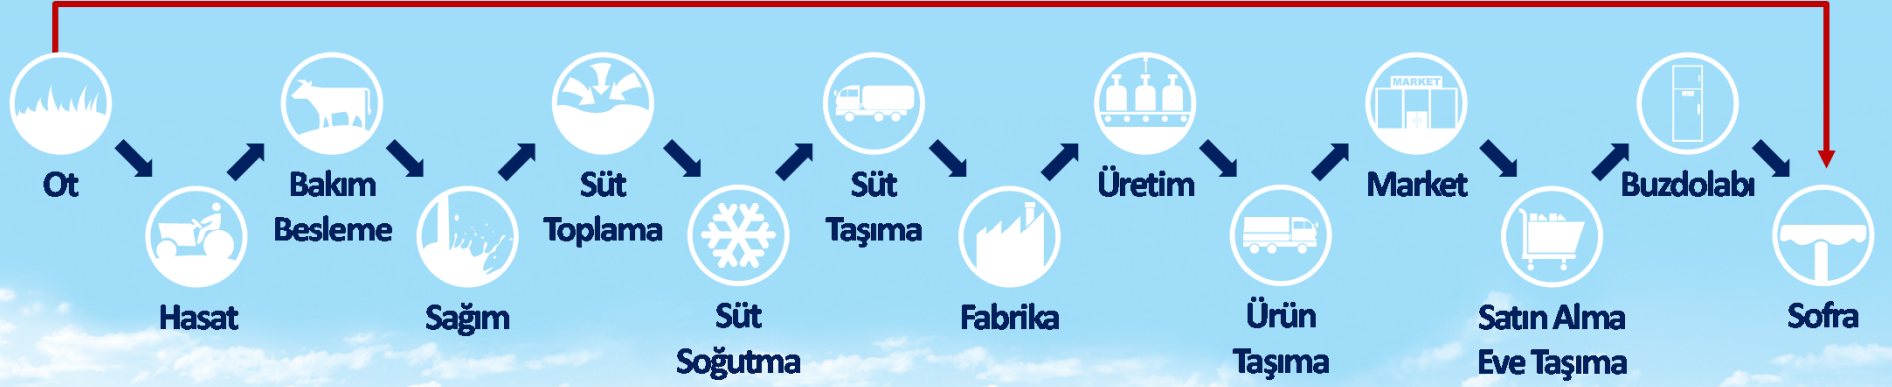 Ot
Hasat
Bakım
Besleme
Sağım
Süt
Toplama
Süt
Soğutma
Süt
Taşıma
Fabrika
Üretim
Ürün
Taşıma
MARKET
Market
Satın Alma
Eve Taşıma
Buzdolabı
Sofra